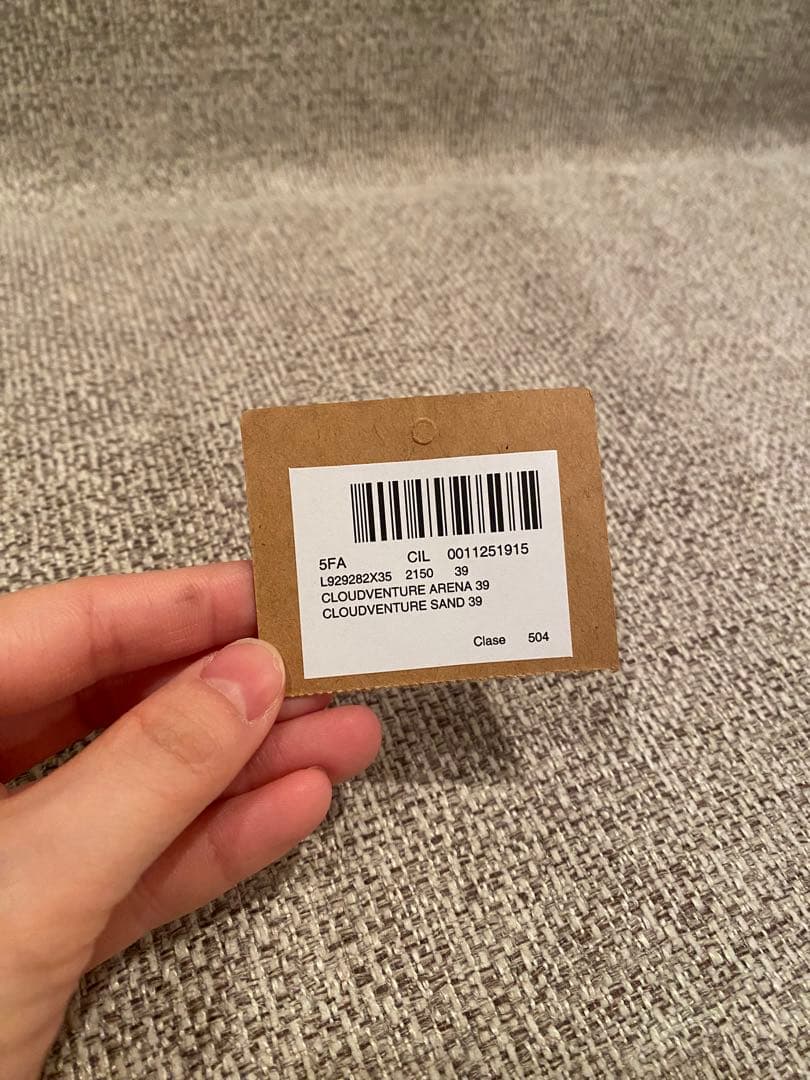 5FA CIL 0011251915
L929282X35 2150 39
CLOUDVENTURE ARENA 39
CLOUDVENTURE SAND 39
Clase 504